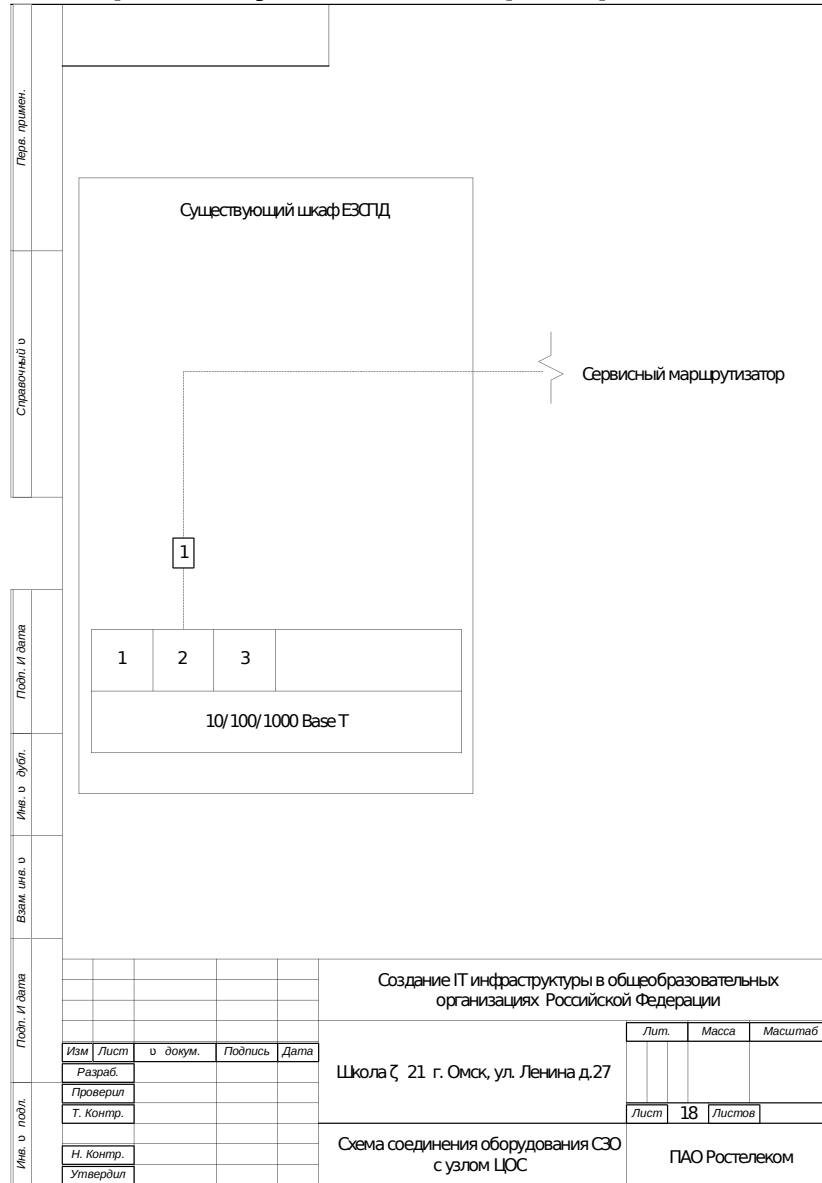 Перв. примен.
Существующий шкаф ЕЗСПД
Справочный υ
Сервисный маршрутизатор
1
1 2 3
10/100/1000 Base T
Подп. И дата
Инв. υ дубл.
Взам. инв. υ
Подп. И дата
Инв. υ подл.
Создание IT инфраструктуры в общеобразовательных
организациях Российской Федерации
Лит. Масса Масштаб
Изм Лист υ докум. Подпись Дата
Разраб.
Школа ζ 21 г. Омск, ул. Ленина д.27
Проверил
Т. Контр.
Лист 18 Листов
Схема соединения оборудования СЗО
с узлом ЦОС
ПАО Ростелеком
Н. Контр.
Утвердил